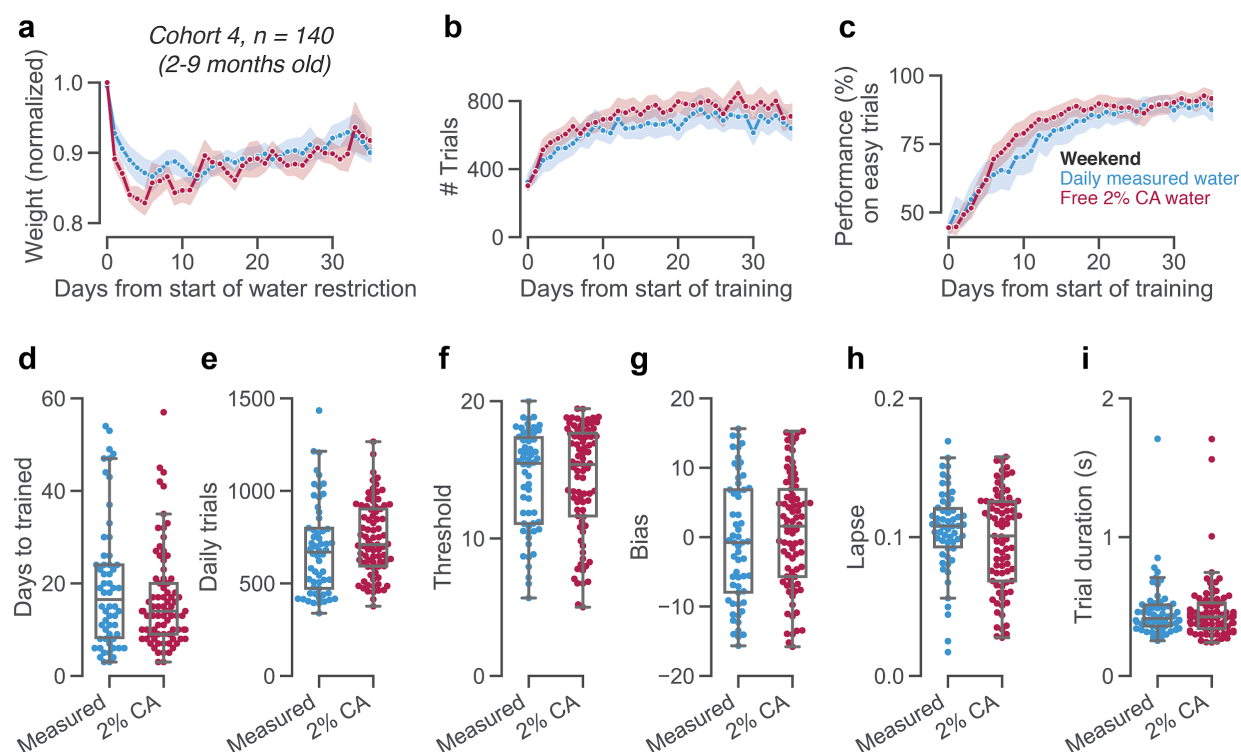 a
Cohort 4, n = 140
(2-9 months old)
Weight (normalized)
1.0
0.9
0.8
0
10
20
30
Days from start of water restriction
b
# Trials
800
400
0
0
10
20
30
Days from start of training
c
Performance (%)
on easy trials
100
75
50
Weekend
Daily measured water
Free 2% CA water
0
10
20
30
Days from start of training
d
Days to trained
60
40
20
0
Measured
2% CA
e
Daily trials
1500
1000
500
0
Measured
2% CA
f
Threshold
20
10
0
Measured
2% CA
g
Bias
20
10
0
−10
−20
Measured
2% CA
h
Lapse
0.2
0.1
0.0
Measured
2% CA
i
Trial duration (s)
2
1
0
Measured
2% CA